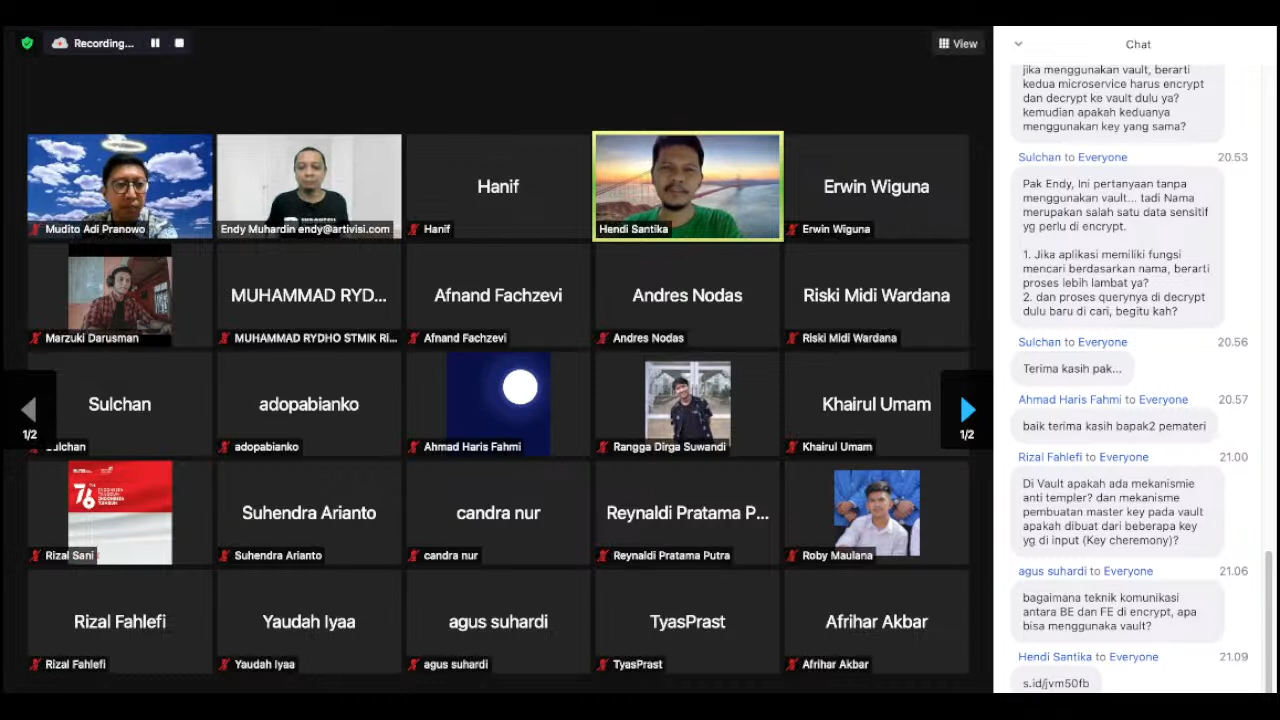 Recording...
View
Mudito Adi Pranowo
Endy Muhardin endy@artivisi.com
Hanif
Hanif
Hendi Santika
Erwin Wiguna
Erwin Wiguna
Marzuki Darusman
MUHAMMAD RYD...
MUHAMMAD RYDHO STMIK Ri...
Afnand Fachzevi
Afnand Fachzevi
Andres Nodas
Andres Nodas
Riski Midi Wardana
Riski Midi Wardana
1/2
Sulchan
adopabianko
adopabianko
Ahmad Haris Fahmi
Rangga Dirga Suwandi
Khairul Umam
Khairul Umam
1/2
76
Rizal Sani
Suhendra Arianto
Suhendra Arianto
candra nur
candra nur
Reynaldi Pratama P...
Reynaldi Pratama Putra
Roby Maulana
Rizal Fahlefi
Rizal Fahlefi
Yaudah Iyaa
Yaudah Iyaa
agus suhardi
agus suhardi
TyasPrast
TyasPrast
Afrihar Akbar
Afrihar Akbar
Chat
jika menggunakan vault, berarti
kedua microservice harus encrypt
dan decrypt ke vault dulu ya?
kemudian apakah keduanya
menggunakan key yang sama?
Sulchan to Everyone 20.53
Pak Endy, Ini pertanyaan tanpa
menggunakan vault... tadi Nama
merupakan salah satu data sensitif
yg perlu di encrypt.
1. Jika aplikasi memiliki fungsi
mencari berdasarkan nama, berarti
proses lebih lambat ya?
2. dan proses querynya di decrypt
dulu baru di cari, begitu kah?
Sulchan to Everyone 20.56
Terima kasih pak...
Ahmad Haris Fahmi to Everyone 20.57
baik terima kasih bapak2 pemateri
Rizal Fahlefi to Everyone 21.00
Di Vault apakah ada mekanismie
anti templer? dan mekanisme
pembuatan master key pada vault
apakah dibuat dari beberapa key
yg di input (Key cheremony)?
agus suhardi to Everyone 21.06
bagaimana teknik komunikasi
antara BE dan FE di encrypt, apa
bisa menggunaka vault?
Hendi Santika to Everyone 21.09
s.id/jvm50fb